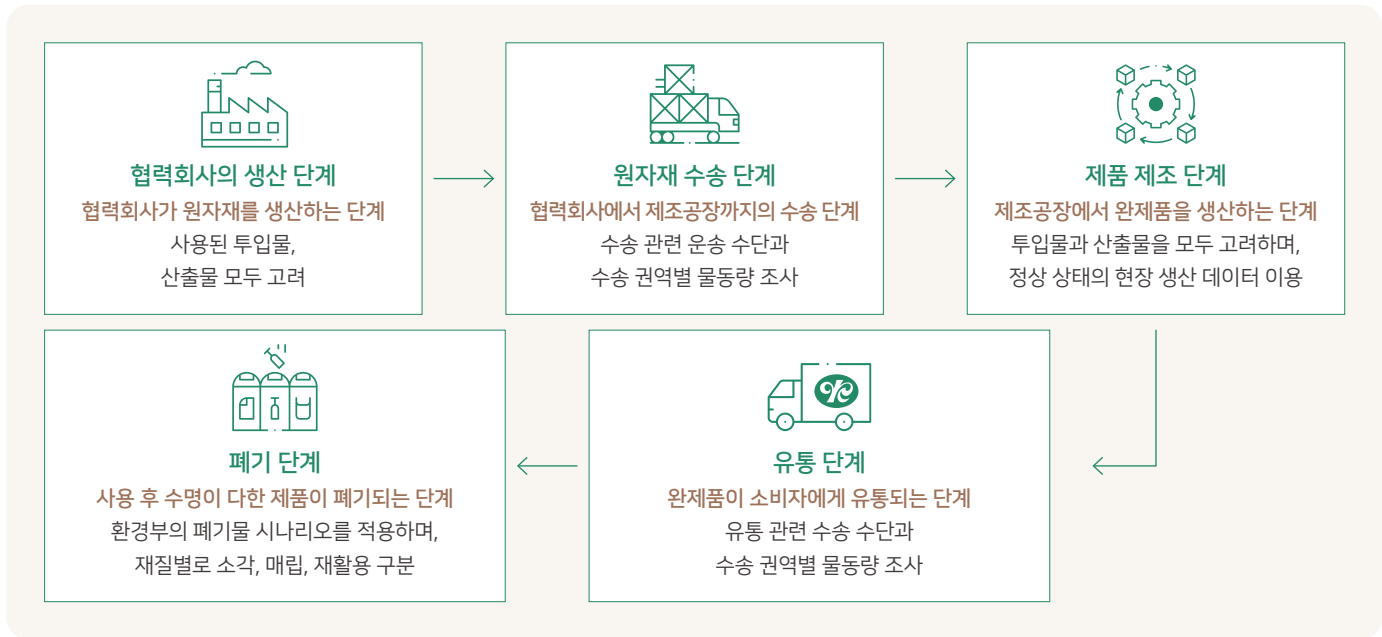 협력회사의 생산 단계
협력회사가 원자재를 생산하는 단계
사용된 투입물,
산출물 모두 고려
원자재 수송 단계
협력회사에서 제조공장까지의 수송 단계
수송 관련 운송 수단과
수송 권역별 물동량 조사
제품 제조 단계
제조공장에서 완제품을 생산하는 단계
투입물과 산출물을 모두 고려하며,
정상 상태의 현장 생산 데이터 이용
유통 단계
완제품이 소비자에게 유통되는 단계
유통 관련 수송 수단과
수송 권역별 물동량 조사
폐기 단계
사용 후 수명이 다한 제품이 폐기되는 단계
환경부의 폐기물 시나리오를 적용하며,
재질별로 소각, 매립, 재활용 구분